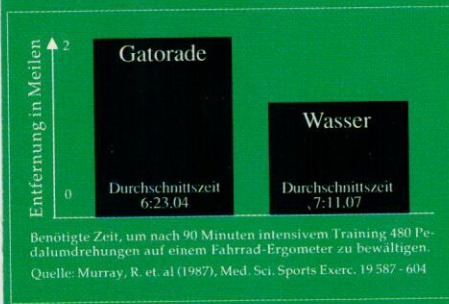 Entfernung in Meilen
2
0
Gatorade
Durchschnittszeit
6:23.04
Wasser
Durchschnittszeit
7:11.07
Benötigte Zeit, um nach 90 Minuten intensivem Training 480 Pe-
dalumdrehungen auf einem Fahrrad-Ergometer zu bewältigen.
Quelle: Murray, R. et. al (1987), Med. Sci. Sports Exerc. 19 587 - 604